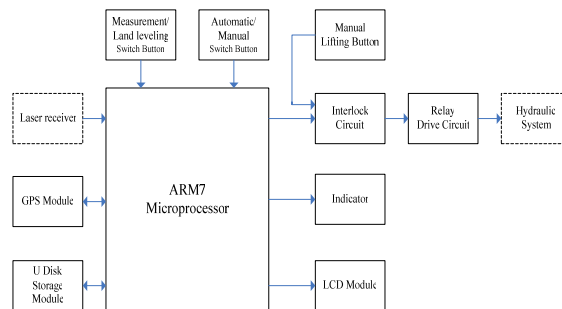 Measurement/
Land leveling
Switch Button
Automatic/
Manual
Switch Button
Manual
Lifting Button
Laser receiver
Interlock
Circuit
Relay
Drive Circuit
Hydraulic
System
ARM7
Microprocessor
GPS Module
Indicator
U Disk
Storage
Module
LCD Module